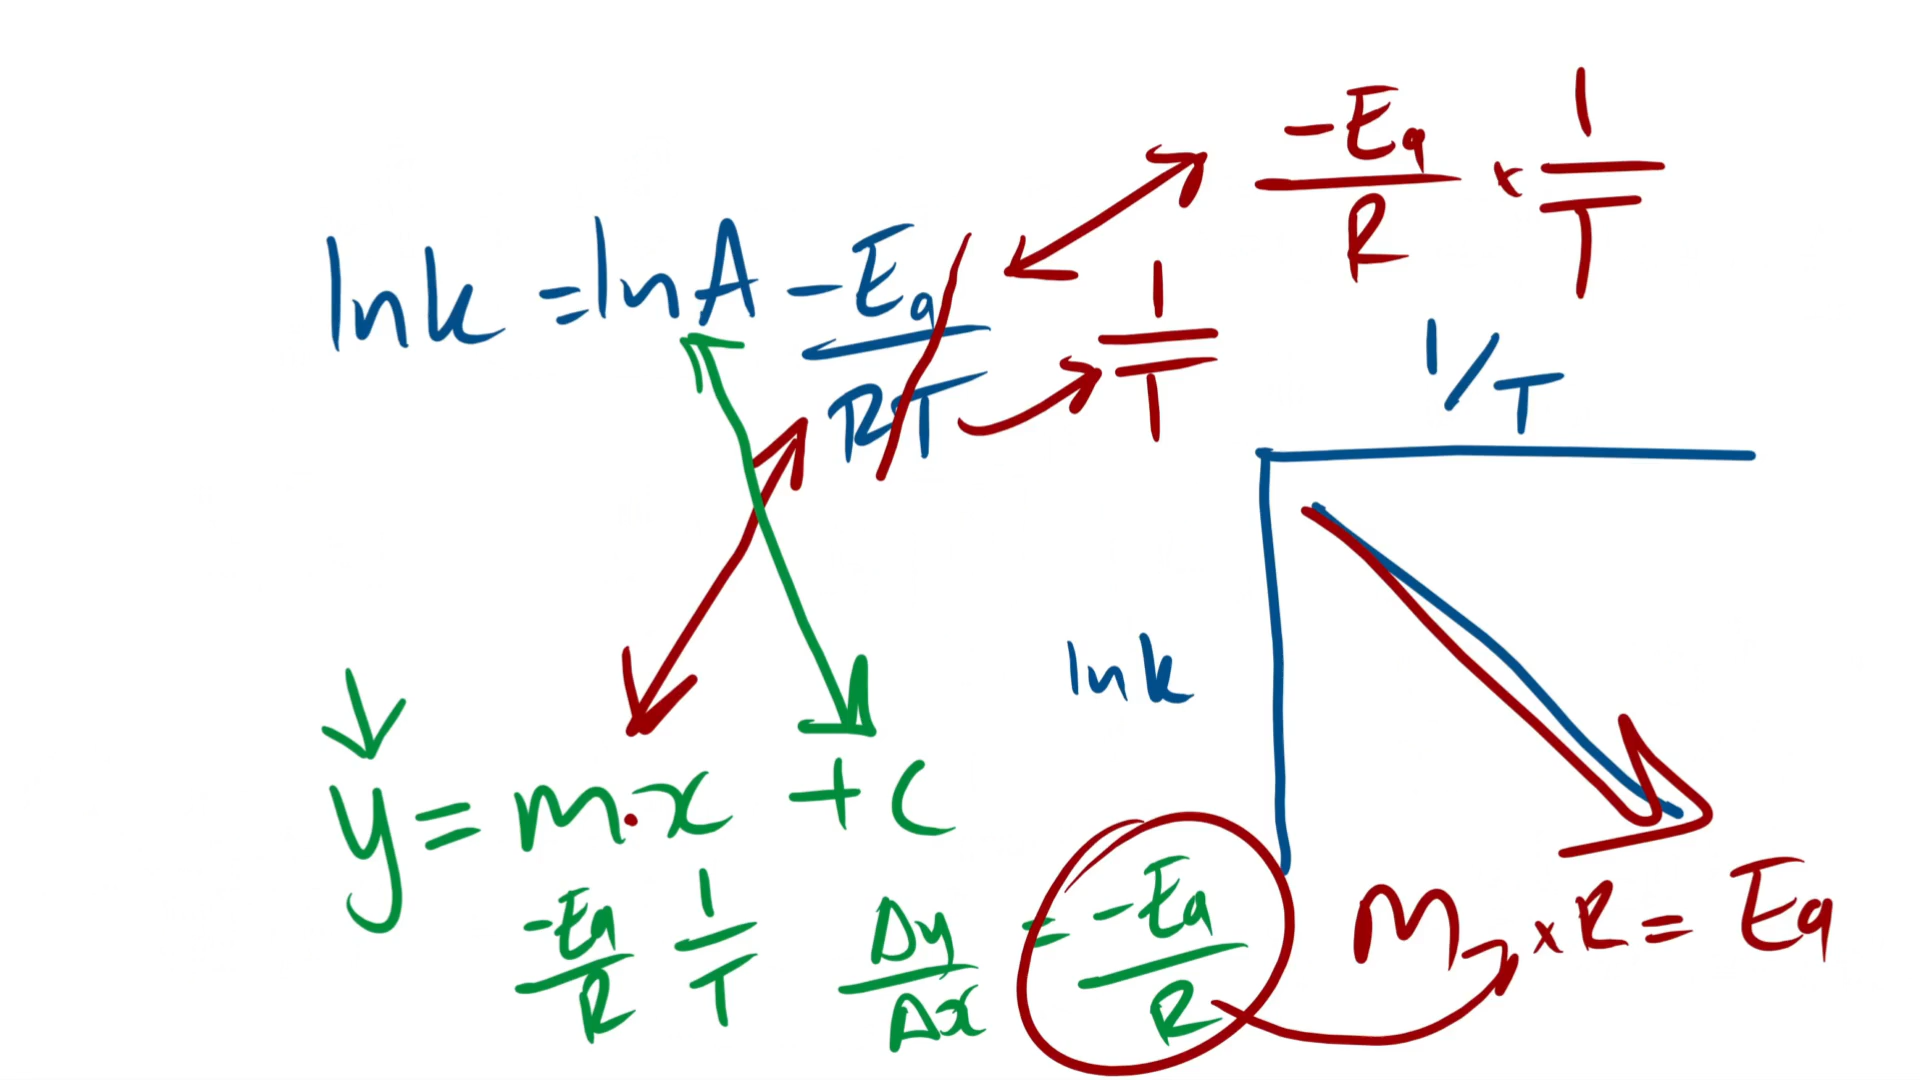 -Ea/R × 1/T
ln k = ln A - Ea/RT
1/T
1/T
ln k
y = m·x + c
-Ea/R 1/T Δy/Δx = -Ea/R
m × R = Ea